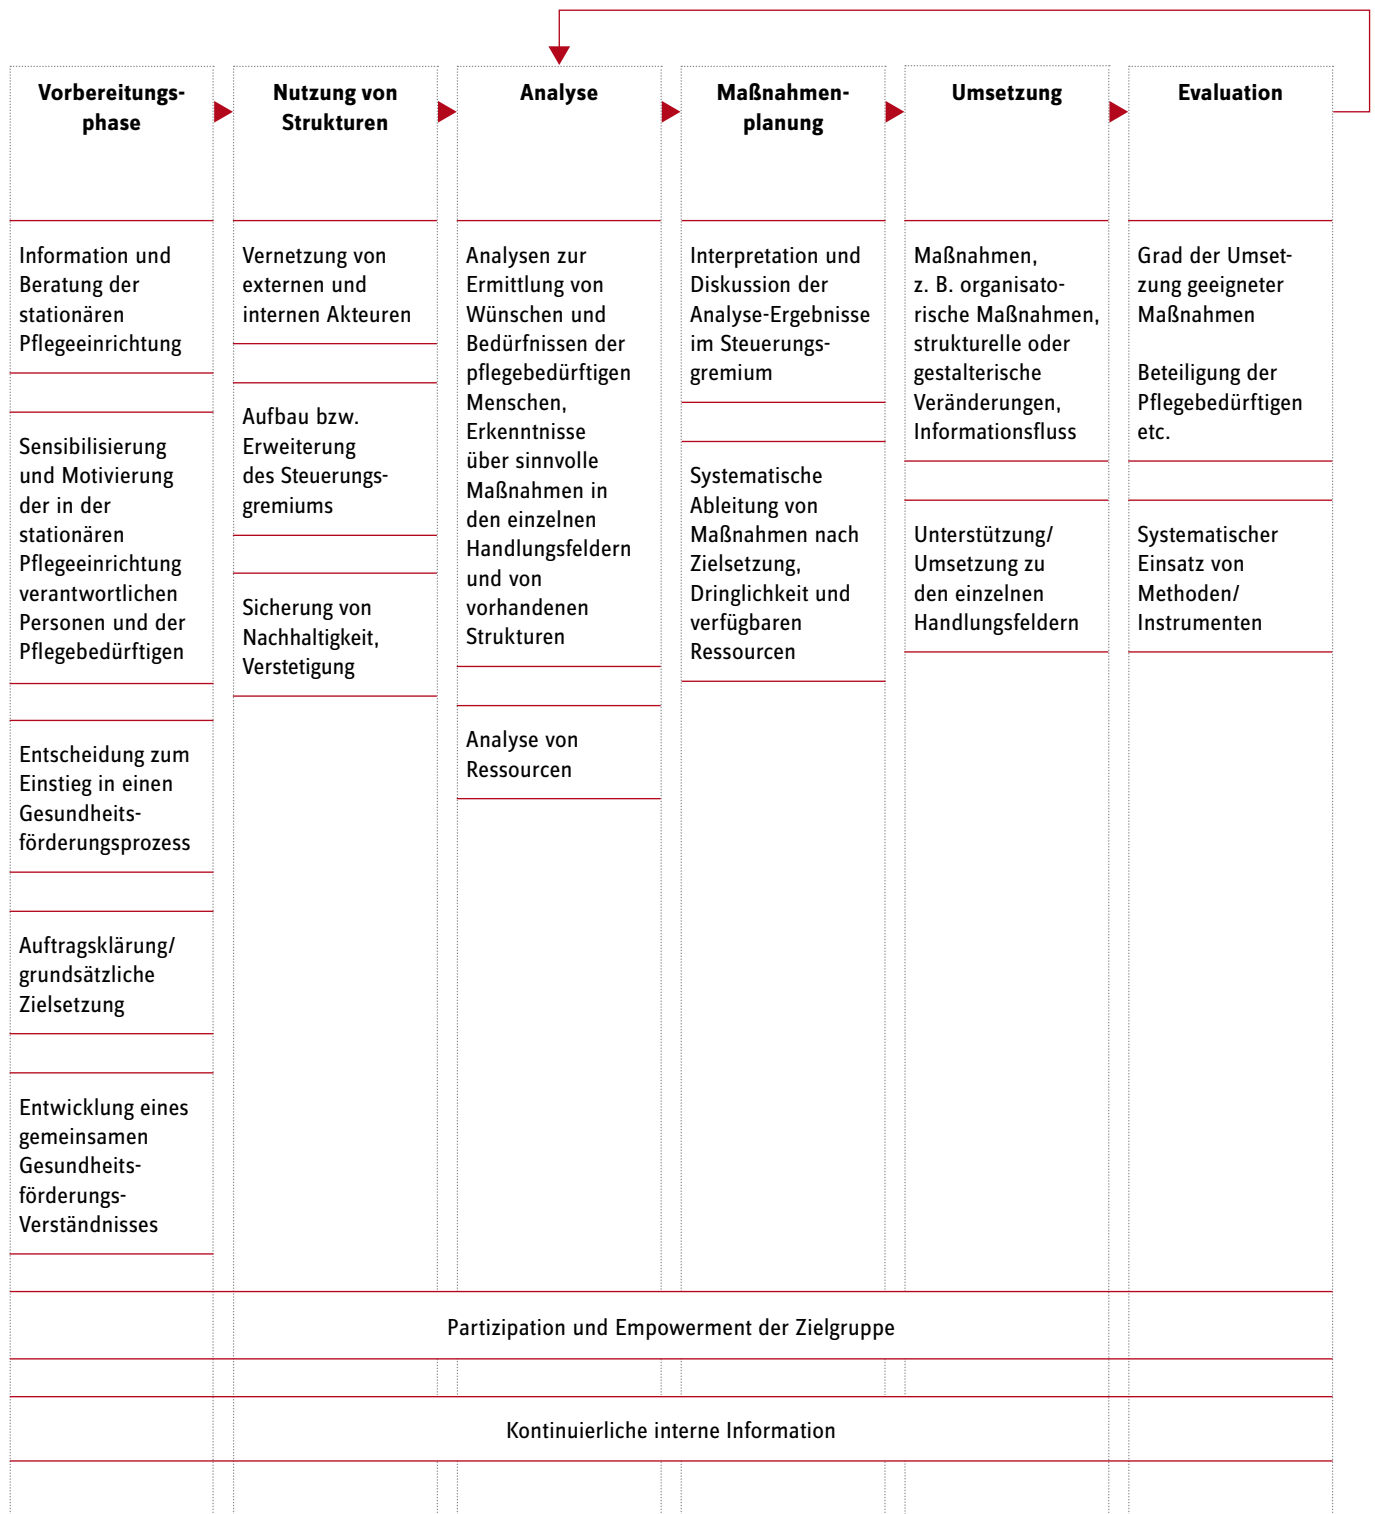 Vorbereitungs-
phase
Nutzung von
Strukturen
Analyse
Maßnahmen-
planung
Umsetzung
Evaluation
Information und
Beratung der
stationären
Pflegeeinrichtung
Sensibilisierung
und Motivierung
der in der
stationären
Pflegeeinrichtung
verantwortlichen
Personen und der
Pflegebedürftigen
Entscheidung zum
Einstieg in einen
Gesundheits-
förderungsprozess
Auftragsklärung/
grundsätzliche
Zielsetzung
Entwicklung eines
gemeinsamen
Gesundheits-
förderungs-
Verständnisses
Vernetzung von
externen und
internen Akteuren
Aufbau bzw.
Erweiterung
des Steuerungs-
gremiums
Sicherung von
Nachhaltigkeit,
Verstetigung
Analysen zur
Ermittlung von
Wünschen und
Bedürfnissen der
pflegebedürftigen
Menschen,
Erkenntnisse
über sinnvolle
Maßnahmen in
den einzelnen
Handlungsfeldern
und von
vorhandenen
Strukturen
Analyse von
Ressourcen
Interpretation und
Diskussion der
Analyse-Ergebnisse
im Steuerungs-
gremium
Systematische
Ableitung von
Maßnahmen nach
Zielsetzung,
Dringlichkeit und
verfügbaren
Ressourcen
Maßnahmen,
z. B. organisato-
rische Maßnahmen,
strukturelle oder
gestalterische
Veränderungen,
Informationsfluss
Unterstützung/
Umsetzung zu
den einzelnen
Handlungsfeldern
Grad der Umset-
zung geeigneter
Maßnahmen
Beteiligung der
Pflegebedürftigen
etc.
Systematischer
Einsatz von
Methoden/
Instrumenten
Partizipation und Empowerment der Zielgruppe
Kontinuierliche interne Information